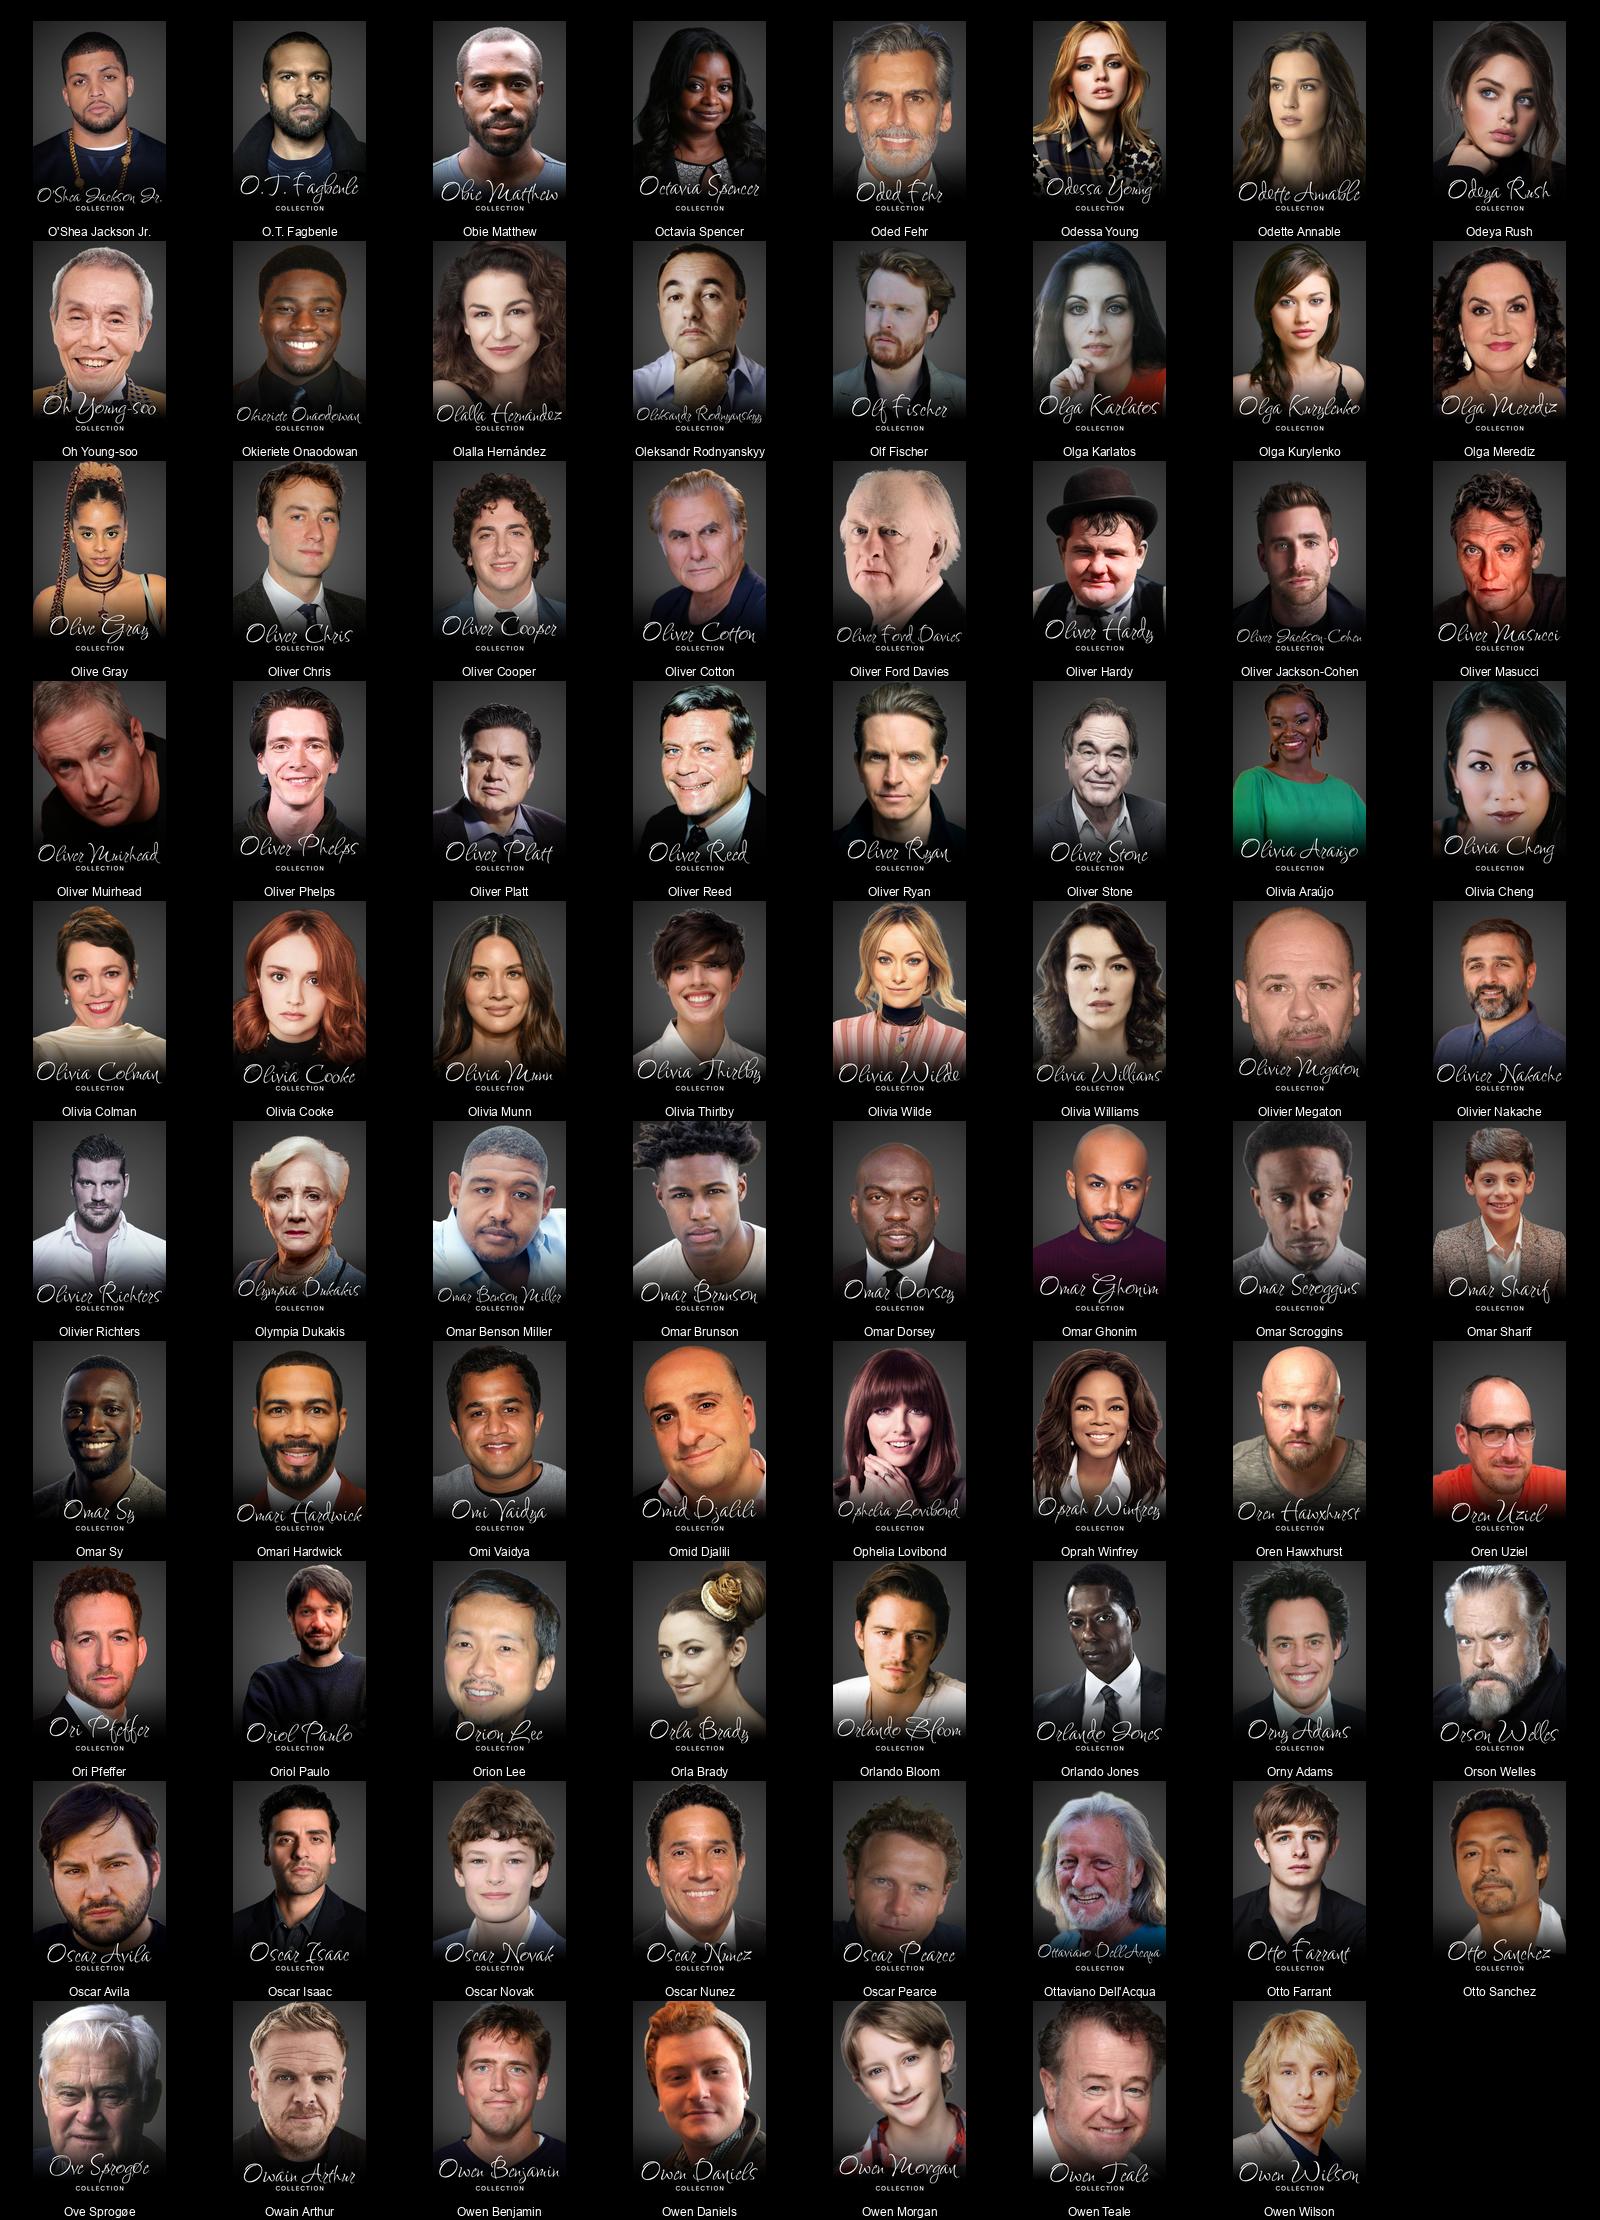 O'Shea Jackson Jr. O.T. Fagbenle Obie Matthew Octavia Spencer Oded Fehr Odessa Young Odette Annable Odeya Rush
COLLECTION COLLECTION COLLECTION COLLECTION COLLECTION COLLECTION COLLECTION COLLECTION
O'Shea Jackson Jr. O.T. Fagbenle Obie Matthew Octavia Spencer Oded Fehr Odessa Young Odette Annable Odeya Rush
Oh Young-soo Okieriete Onaodowan Olalla Hernández Oleksandr Rodnyanskyy Olf Fischer Olga Karlatos Olga Kurylenko Olga Merediz
COLLECTION COLLECTION COLLECTION COLLECTION COLLECTION COLLECTION COLLECTION COLLECTION
Oh Young-soo Okieriete Onaodowan Olalla Hernández Oleksandr Rodnyanskyy Olf Fischer Olga Karlatos Olga Kurylenko Olga Merediz
Olive Gray Oliver Chris Oliver Cooper Oliver Cotton Oliver Ford Davies Oliver Hardy Oliver Jackson-Cohen Oliver Masucci
COLLECTION COLLECTION COLLECTION COLLECTION COLLECTION COLLECTION COLLECTION COLLECTION
Olive Gray Oliver Chris Oliver Cooper Oliver Cotton Oliver Ford Davies Oliver Hardy Oliver Jackson-Cohen Oliver Masucci
Oliver Muirhead Oliver Phelps Oliver Platt Oliver Reed Oliver Ryan Oliver Stone Olivia Araújo Olivia Cheng
COLLECTION COLLECTION COLLECTION COLLECTION COLLECTION COLLECTION COLLECTION COLLECTION
Oliver Muirhead Oliver Phelps Oliver Platt Oliver Reed Oliver Ryan Oliver Stone Olivia Araújo Olivia Cheng
Olivia Colman Olivia Cooke Olivia Munn Olivia Thirlby Olivia Wilde Olivia Williams Olivier Megaton Olivier Nakache
COLLECTION COLLECTION COLLECTION COLLECTION COLLECTION COLLECTION COLLECTION COLLECTION
Olivia Colman Olivia Cooke Olivia Munn Olivia Thirlby Olivia Wilde Olivia Williams Olivier Megaton Olivier Nakache
Olivier Richters Olympia Dukakis Omar Benson Miller Omar Brunson Omar Dorsey Omar Ghonim Omar Scroggins Omar Sharif
COLLECTION COLLECTION COLLECTION COLLECTION COLLECTION COLLECTION COLLECTION COLLECTION
Olivier Richters Olympia Dukakis Omar Benson Miller Omar Brunson Omar Dorsey Omar Ghonim Omar Scroggins Omar Sharif
Omar Sy Omari Hardwick Omi Vaidya Omid Djalili Ophelia Lovibond Oprah Winfrey Oren Hawxhurst Oren Uziel
COLLECTION COLLECTION COLLECTION COLLECTION COLLECTION COLLECTION COLLECTION COLLECTION
Omar Sy Omari Hardwick Omi Vaidya Omid Djalili Ophelia Lovibond Oprah Winfrey Oren Hawxhurst Oren Uziel
Ori Pfeffer Oriol Paulo Orion Lee Orla Brady Orlando Bloom Orlando Jones Orny Adams Orson Welles
COLLECTION COLLECTION COLLECTION COLLECTION COLLECTION COLLECTION COLLECTION COLLECTION
Ori Pfeffer Oriol Paulo Orion Lee Orla Brady Orlando Bloom Orlando Jones Orny Adams Orson Welles
Oscar Avila Oscar Isaac Oscar Novak Oscar Nunez Oscar Pearce Ottaviano Dell'Acqua Otto Farrant Otto Sanchez
COLLECTION COLLECTION COLLECTION COLLECTION COLLECTION COLLECTION COLLECTION COLLECTION
Oscar Avila Oscar Isaac Oscar Novak Oscar Nunez Oscar Pearce Ottaviano Dell'Acqua Otto Farrant Otto Sanchez
Ove Sprogøe Owain Arthur Owen Benjamin Owen Daniels Owen Morgan Owen Teale Owen Wilson
COLLECTION COLLECTION COLLECTION COLLECTION COLLECTION COLLECTION COLLECTION
Ove Sprogøe Owain Arthur Owen Benjamin Owen Daniels Owen Morgan Owen Teale Owen Wilson